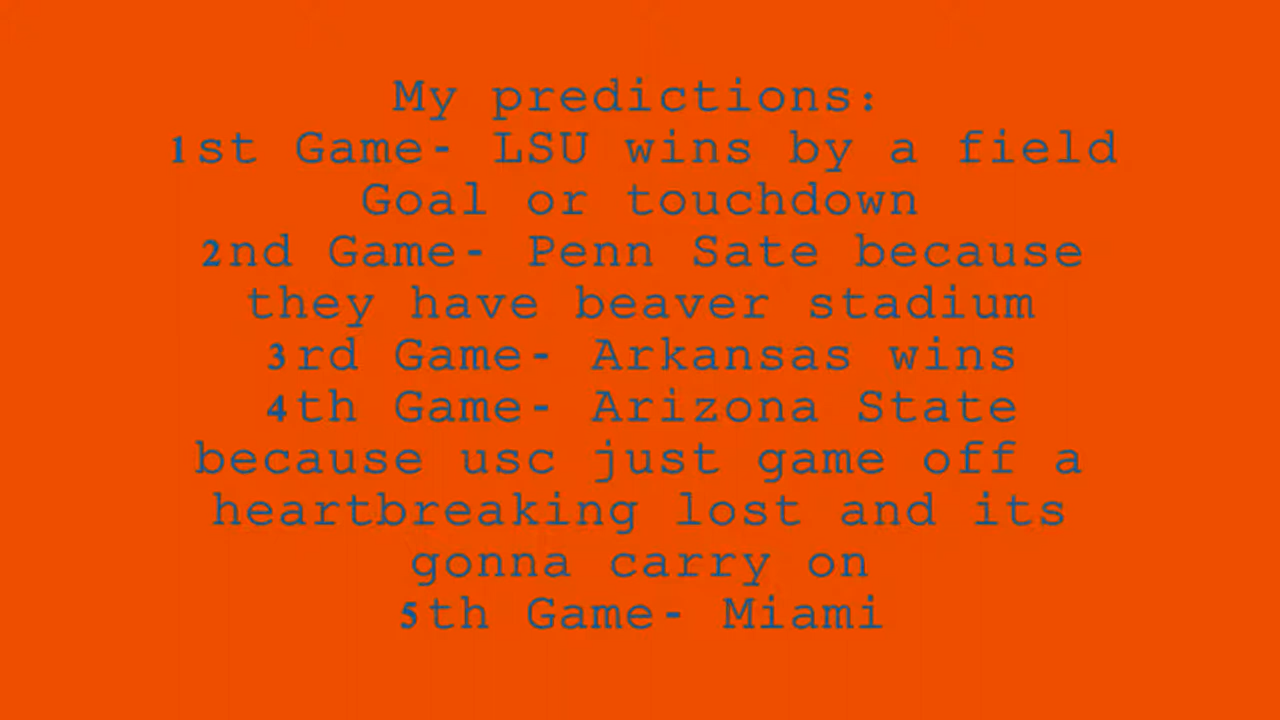 My predictions:
1st Game- LSU wins by a field
Goal or touchdown
2nd Game- Penn Sate because
they have beaver stadium
3rd Game- Arkansas wins
4th Game- Arizona State
because usc just game off a
heartbreaking lost and its
gonna carry on
5th Game- Miami